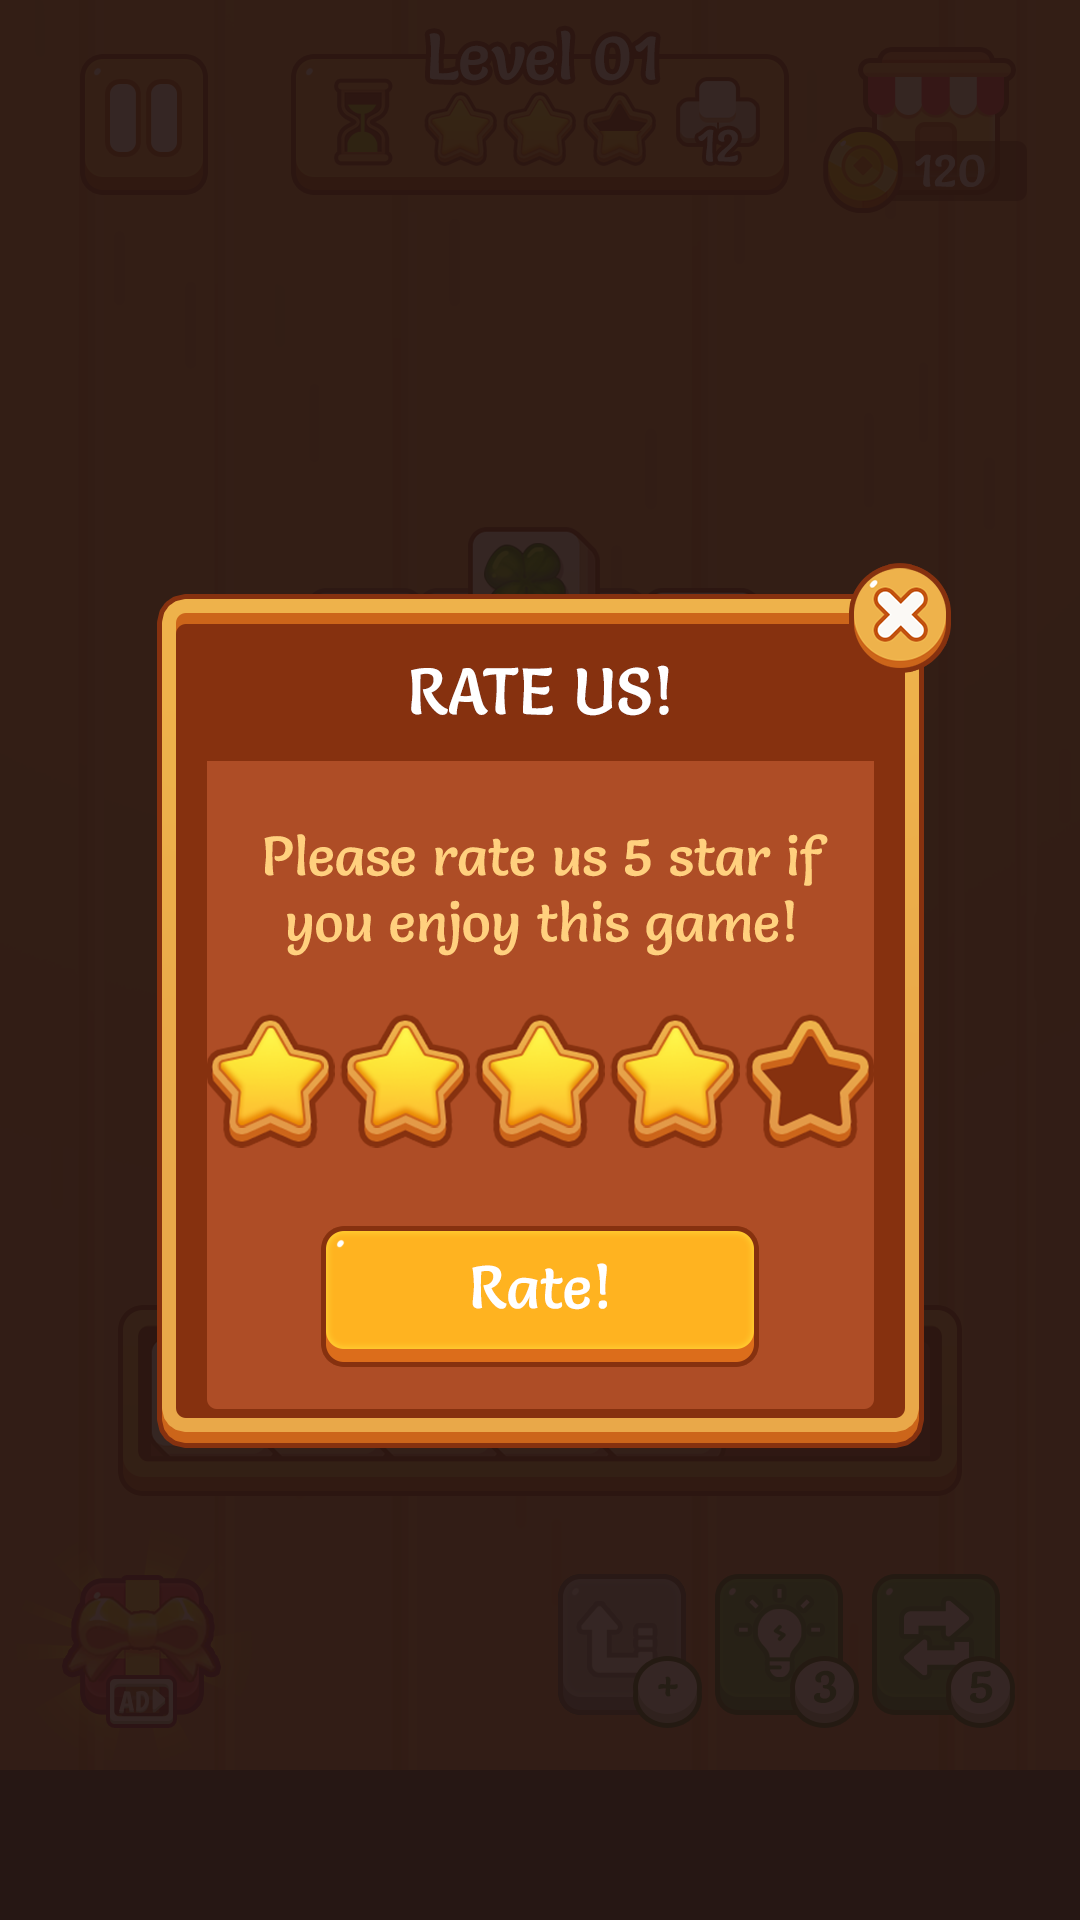 Level 01
12
120
RATE US!
Please rate us 5 star if
you enjoy this game!
Rate!
AD
+
3
5